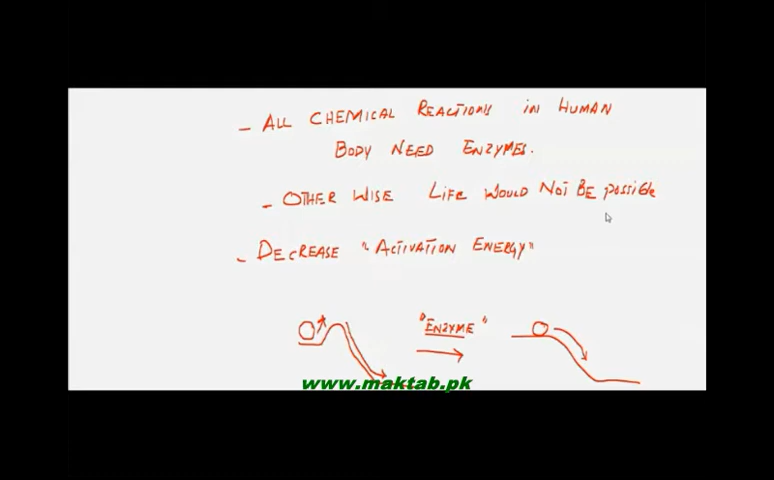 - ALL CHEMICAL REACTIONS in HUMAN
BODY NEED ENZYMES.
- OTHER WISE LiFe WOULD NOT BE possible
- DECREASE "ACTIVATION ENERGY"
"ENZYME"
www.maktab.pk